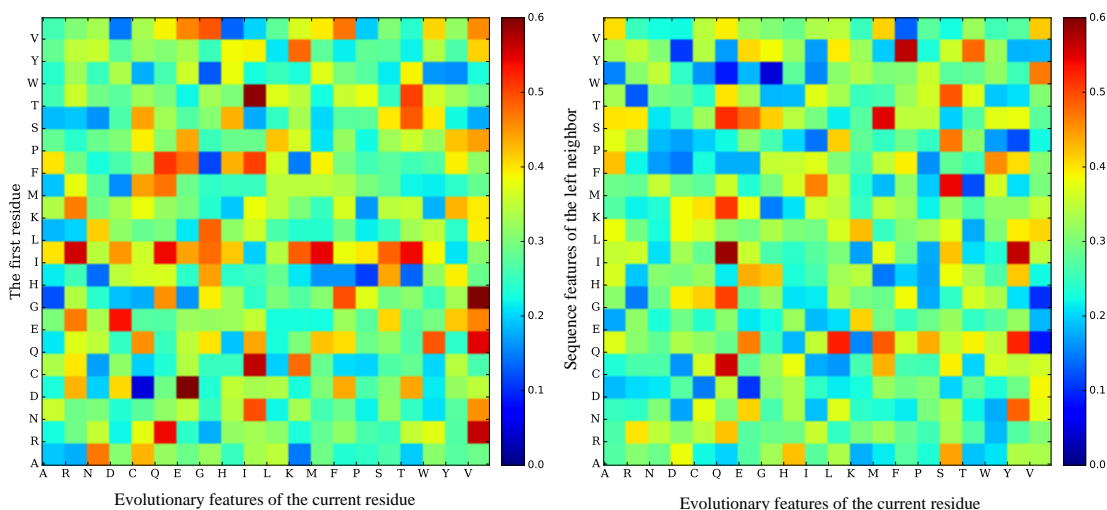 The first residue
V
Y
W
T
S
P
F
M
K
L
I
H
G
E
Q
C
D
N
R
A
A R N D C Q E G H I L K M F P S T W Y V
Evolutionary features of the current residue
0.6
0.5
0.4
0.3
0.2
0.1
0.0
Sequence features of the left neighbor
V
Y
W
T
S
P
F
M
K
L
I
H
G
E
Q
C
D
N
R
A
A R N D C Q E G H I L K M F P S T W Y V
Evolutionary features of the current residue
0.6
0.5
0.4
0.3
0.2
0.1
0.0